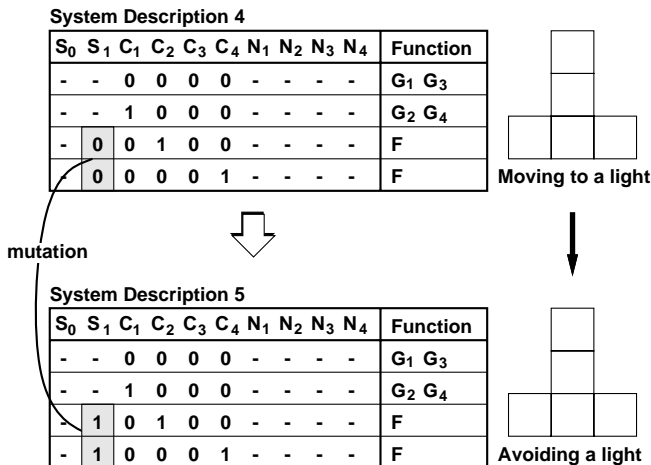 System Description 4
S0 S1 C1 C2 C3 C4 N1 N2 N3 N4 Function
- - 0 0 0 0 - - - - G1 G3
- - 1 0 0 0 - - - - G2 G4
- 0 0 1 0 0 - - - - F
- 0 0 0 0 1 - - - - F
Moving to a light
mutation
System Description 5
S0 S1 C1 C2 C3 C4 N1 N2 N3 N4 Function
- - 0 0 0 0 - - - - G1 G3
- - 1 0 0 0 - - - - G2 G4
- 1 0 1 0 0 - - - - F
- 1 0 0 0 1 - - - - F
Avoiding a light